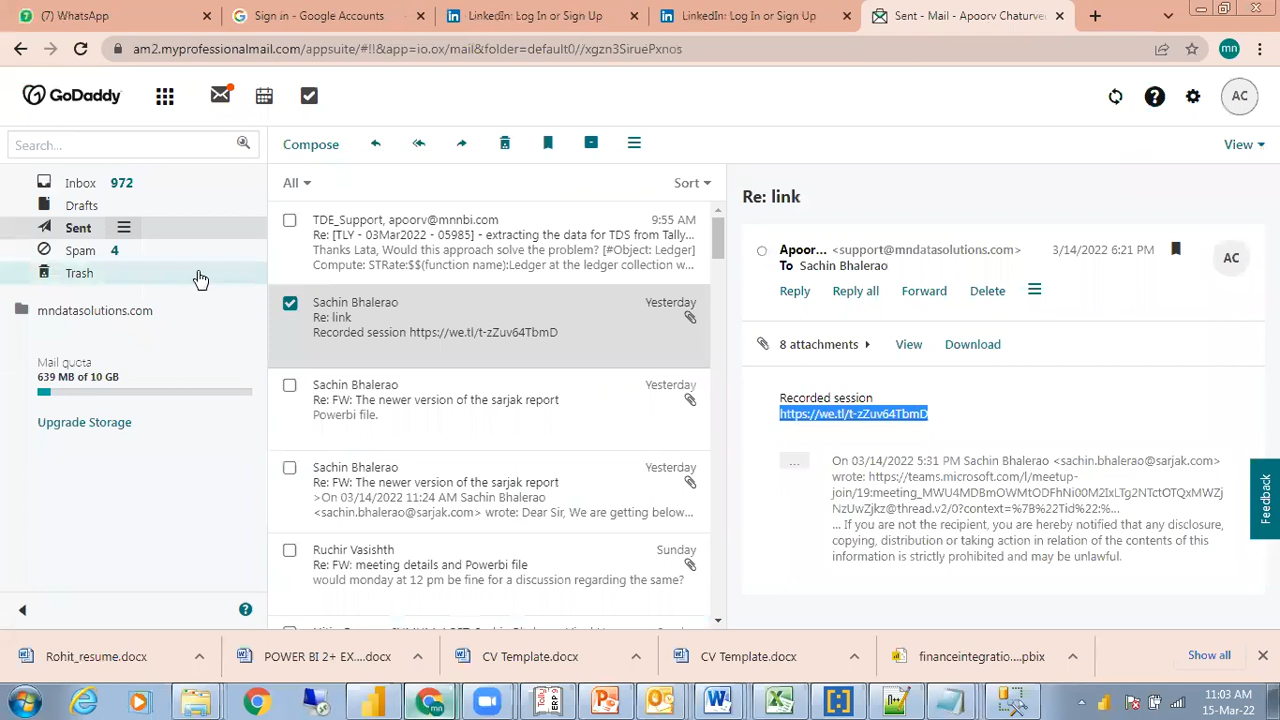 (7) WhatsApp
Sign in - Google Accounts
LinkedIn: Log In or Sign Up
LinkedIn: Log In or Sign Up
Sent - Mail - Apoorv Chaturve
am2.myprofessionalmail.com/appsuite/#!!&app=io.ox/mail&folder=default0//xgzn3SiruePxnos
mn
GoDaddy
AC
Search...
Compose
View
Inbox 972
Drafts
Sent
Spam 4
Trash
mndatasolutions.com
Mail quota
639 MB of 10 GB
Upgrade Storage
All
Sort
TDE_Support, apoorv@mnnbi.com 9:55 AM
Re: [TLY - 03Mar2022 - 05985] - extracting the data for TDS from Tally...
Thanks Lata, Would this approach solve the problem? [#Object: Ledger]
Compute: STRate:$$(function name):Ledger at the ledger collection w...
Sachin Bhalerao Yesterday
Re: link
Recorded session https://we.tl/t-zZuv64TbmD
Sachin Bhalerao Yesterday
Re: FW: The newer version of the sarjak report
Powerbi file.
Sachin Bhalerao Yesterday
Re: FW: The newer version of the sarjak report
>On 03/14/2022 11:24 AM Sachin Bhalerao
<sachin.bhalerao@sarjak.com> wrote: Dear Sir, We are getting below...
Ruchir Vasishth Sunday
Re: FW: meeting details and Powerbi file
would monday at 12 pm be fine for a discussion regarding the same?
Re: link
Apoor... <support@mndatasolutions.com> 3/14/2022 6:21 PM
To Sachin Bhalerao
AC
Reply Reply all Forward Delete
8 attachments View Download
Recorded session
https://we.tl/t-zZuv64TbmD
...
On 03/14/2022 5:31 PM Sachin Bhalerao <sachin.bhalerao@sarjak.com>
wrote: https://teams.microsoft.com/l/meetup-
join/19:meeting_MWU4MDBmOWMtODFhNi00M2IxLTg2NTctOTQxMWZj
NzUwZjkz@thread.v2/0?context=%7B%22Tid%22:%...
... If you are not the recipient, you are hereby notified that any disclosure,
copying, distribution or taking action in relation of the contents of this
information is strictly prohibited and may be unlawful.
Feedback
Rohit_resume.docx
POWER BI 2+ EX....docx
CV Template.docx
CV Template.docx
financeintegratio....pbix
Show all
11:03 AM
15-Mar-22